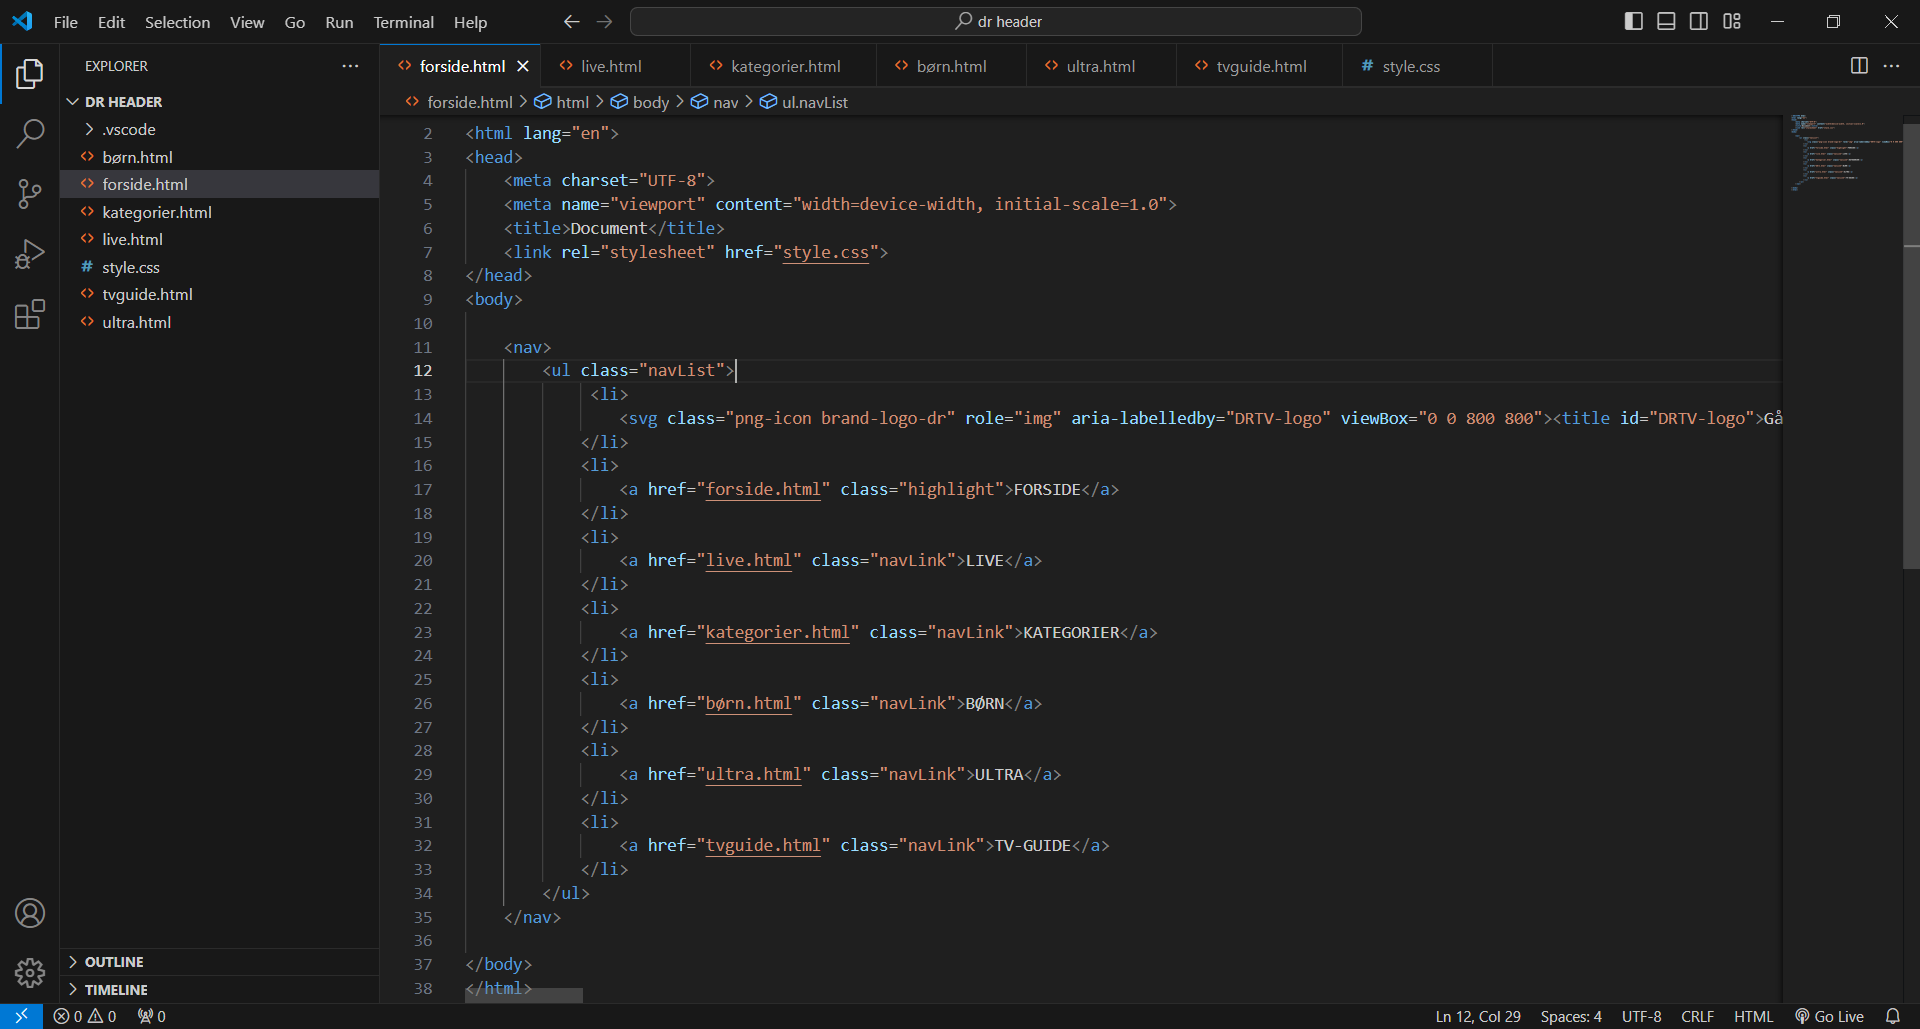 File Edit Selection View Go Run Terminal Help
dr header
EXPLORER
DR HEADER
.vscode
børn.html
forside.html
kategorier.html
live.html
style.css
tvguide.html
ultra.html
OUTLINE
TIMELINE
forside.html live.html kategorier.html børn.html ultra.html tvguide.html style.css
forside.html > html > body > nav > ul.navList
2 <html lang="en">
3 <head>
4 <meta charset="UTF-8">
5 <meta name="viewport" content="width=device-width, initial-scale=1.0">
6 <title>Document</title>
7 <link rel="stylesheet" href="style.css">
8 </head>
9 <body>
10
11 <nav>
12 <ul class="navList">
13 <li>
14 <svg class="png-icon brand-logo-dr" role="img" aria-labelledby="DRTV-logo" viewBox="0 0 800 800"><title id="DRTV-logo">Gå
15 </li>
16 <li>
17 <a href="forside.html" class="highlight">FORSIDE</a>
18 </li>
19 <li>
20 <a href="live.html" class="navLink">LIVE</a>
21 </li>
22 <li>
23 <a href="kategorier.html" class="navLink">KATEGORIER</a>
24 </li>
25 <li>
26 <a href="børn.html" class="navLink">BØRN</a>
27 </li>
28 <li>
29 <a href="ultra.html" class="navLink">ULTRA</a>
30 </li>
31 <li>
32 <a href="tvguide.html" class="navLink">TV-GUIDE</a>
33 </li>
34 </ul>
35 </nav>
36
37 </body>
38 </html>
0 0 0 Ln 12, Col 29 Spaces: 4 UTF-8 CRLF HTML Go Live